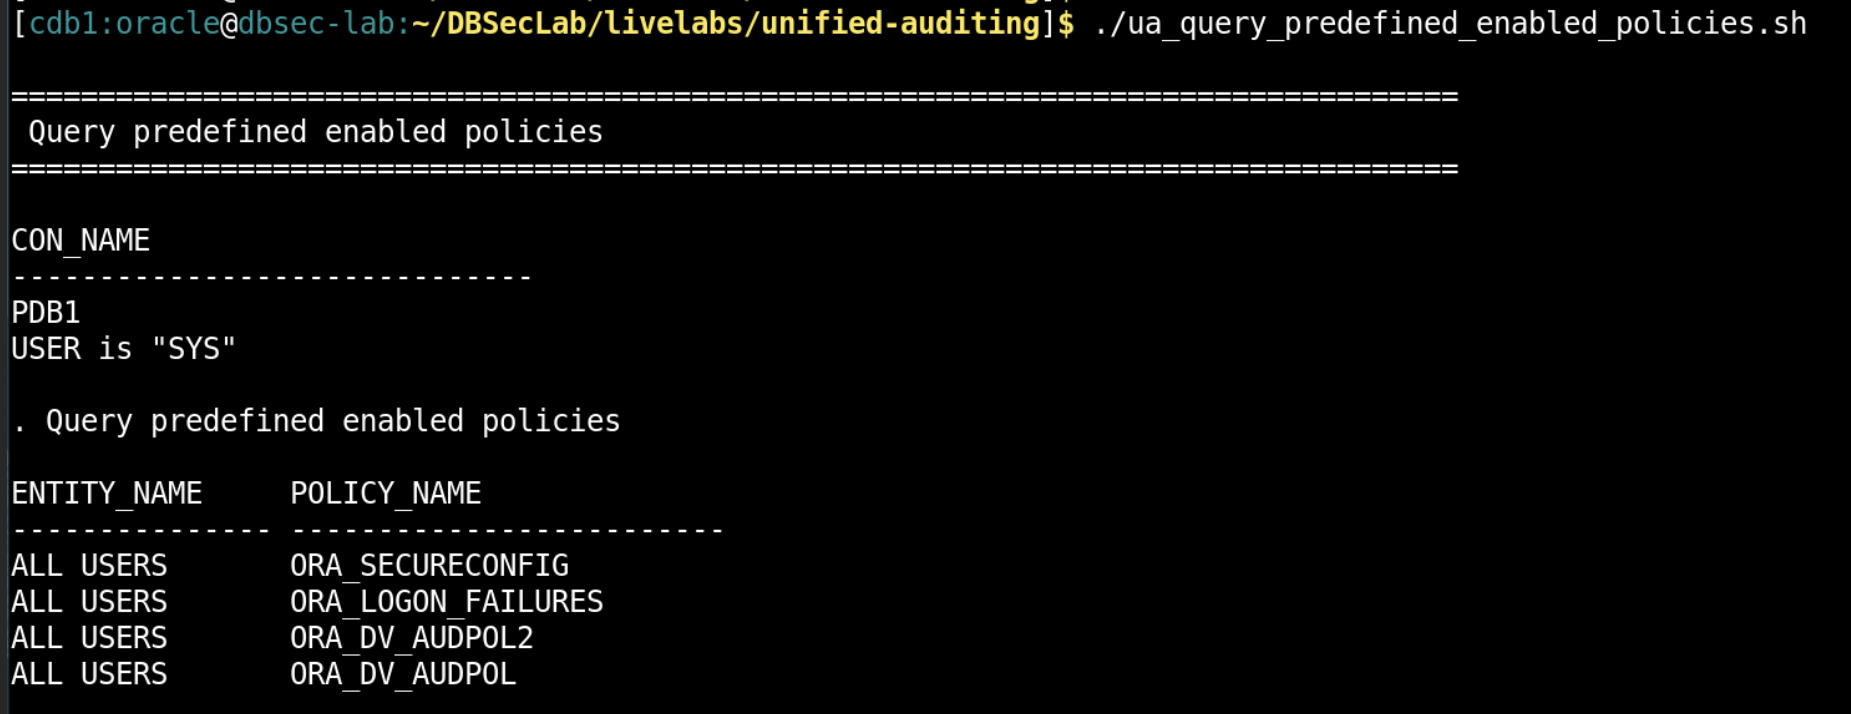 [cdb1:oracle@dbsec-lab:~/DBSecLab/livelabs/unified-auditing]$ ./ua_query_predefined_enabled_policies.sh
===================================================================================
 Query predefined enabled policies
===================================================================================
CON_NAME
------------------------------
PDB1
USER is "SYS"
. Query predefined enabled policies
ENTITY_NAME     POLICY_NAME
--------------- -------------------------
ALL USERS       ORA_SECURECONFIG
ALL USERS       ORA_LOGON_FAILURES
ALL USERS       ORA_DV_AUDPOL2
ALL USERS       ORA_DV_AUDPOL